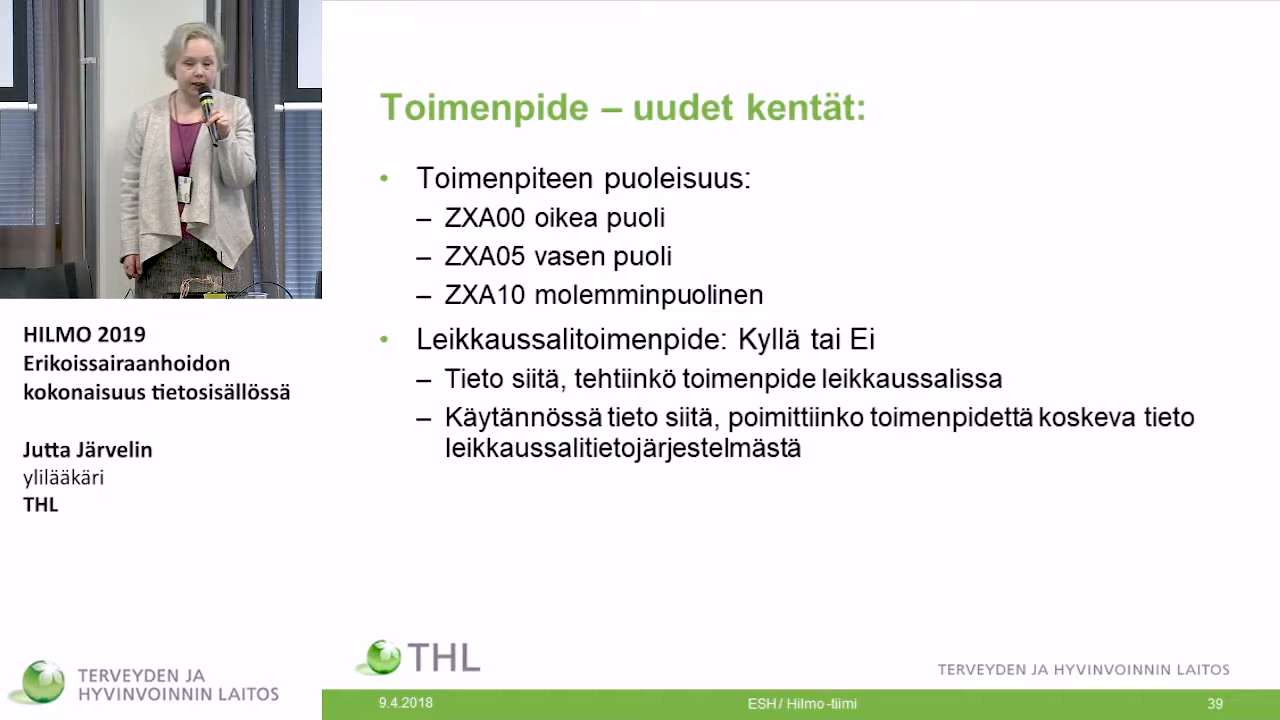 Toimenpide – uudet kentät:
• Toimenpiteen puoleisuus:
– ZXA00 oikea puoli
– ZXA05 vasen puoli
– ZXA10 molemminpuolinen
• Leikkaussalitoimenpide: Kyllä tai Ei
– Tieto siitä, tehtiinkö toimenpide leikkaussalissa
– Käytännössä tieto siitä, poimittiinko toimenpidettä koskeva tieto
leikkaussalitietojärjestelmästä
HILMO 2019
Erikoissairaanhoidon
kokonaisuus tietosisällössä
Jutta Järvelin
ylilääkäri
THL
TERVEYDEN JA
HYVINVOINNIN LAITOS
THL
TERVEYDEN JA HYVINVOINNIN LAITOS
9.4.2018
ESH / Hilmo -tiimi
39